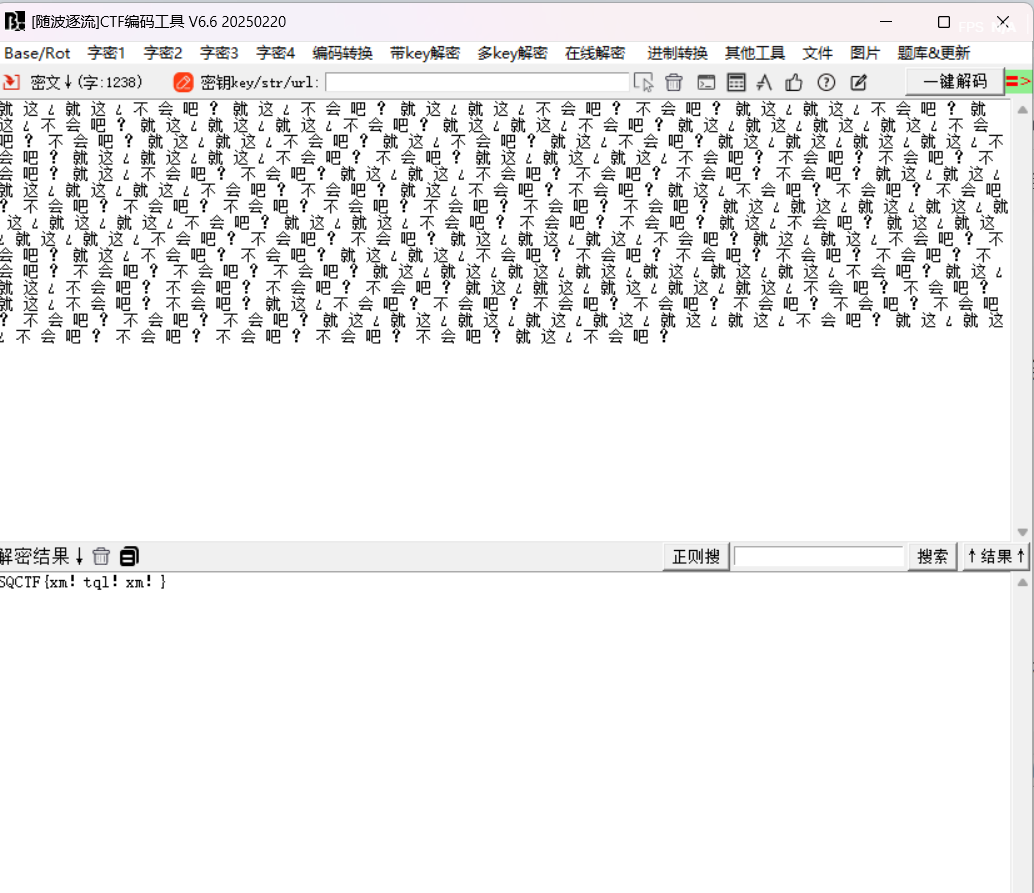 [随波逐流]CTF编码工具 V6.6 20250220
Base/Rot 字密1 字密2 字密3 字密4 编码转换 带key解密 多key解密 在线解密 进制转换 其他工具 文件 图片 题库&更新
密文↓(字:1238) 密钥key/str/url: 一键解码 =>
就 这 ¿ 就 这 ¿ 不 会 吧 ? 就 这 ¿ 不 会 吧 ? 就 这 ¿ 就 这 ¿ 不 会 吧 ? 不 会 吧 ? 就 这 ¿ 就 这 ¿ 不 会 吧 ? 就
这 ¿ 不 会 吧 ? 就 这 ¿ 就 这 ¿ 就 这 ¿ 不 会 吧 ? 就 这 ¿ 就 这 ¿ 不 会 吧 ? 就 这 ¿ 就 这 ¿ 就 这 ¿ 就 这 ¿ 不 会
吧 ? 不 会 吧 ? 就 这 ¿ 就 这 ¿ 不 会 吧 ? 就 这 ¿ 不 会 吧 ? 就 这 ¿ 不 会 吧 ? 就 这 ¿ 就 这 ¿ 就 这 ¿ 就 这 ¿ 不
会 吧 ? 就 这 ¿ 就 这 ¿ 就 这 ¿ 不 会 吧 ? 不 会 吧 ? 就 这 ¿ 就 这 ¿ 就 这 ¿ 不 会 吧 ? 不 会 吧 ? 不 会 吧 ? 不
会 吧 ? 就 这 ¿ 不 会 吧 ? 不 会 吧 ? 就 这 ¿ 就 这 ¿ 不 会 吧 ? 不 会 吧 ? 不 会 吧 ? 不 会 吧 ? 就 这 ¿ 就 这 ¿
就 这 ¿ 就 这 ¿ 就 这 ¿ 不 会 吧 ? 不 会 吧 ? 就 这 ¿ 不 会 吧 ? 不 会 吧 ? 就 这 ¿ 不 会 吧 ? 不 会 吧 ? 不 会 吧
? 不 会 吧 ? 不 会 吧 ? 不 会 吧 ? 不 会 吧 ? 不 会 吧 ? 不 会 吧 ? 不 会 吧 ? 就 这 ¿ 就 这 ¿ 就 这 ¿ 就 这 ¿ 就
这 ¿ 就 这 ¿ 就 这 ¿ 不 会 吧 ? 就 这 ¿ 就 这 ¿ 不 会 吧 ? 不 会 吧 ? 不 会 吧 ? 就 这 ¿ 不 会 吧 ? 就 这 ¿ 就 这
¿ 就 这 ¿ 就 这 ¿ 不 会 吧 ? 不 会 吧 ? 不 会 吧 ? 就 这 ¿ 就 这 ¿ 就 这 ¿ 不 会 吧 ? 就 这 ¿ 就 这 ¿ 不 会 吧 ? 不
会 吧 ? 就 这 ¿ 不 会 吧 ? 不 会 吧 ? 就 这 ¿ 就 这 ¿ 不 会 吧 ? 不 会 吧 ? 不 会 吧 ? 不 会 吧 ? 不 会 吧 ? 不
会 吧 ? 不 会 吧 ? 不 会 吧 ? 不 会 吧 ? 就 这 ¿ 就 这 ¿ 就 这 ¿ 就 这 ¿ 就 这 ¿ 就 这 ¿ 就 这 ¿ 不 会 吧 ? 就 这 ¿
就 这 ¿ 不 会 吧 ? 不 会 吧 ? 不 会 吧 ? 不 会 吧 ? 就 这 ¿ 就 这 ¿ 就 这 ¿ 就 这 ¿ 就 这 ¿ 不 会 吧 ? 不 会 吧 ?
就 这 ¿ 不 会 吧 ? 不 会 吧 ? 就 这 ¿ 不 会 吧 ? 不 会 吧 ? 不 会 吧 ? 不 会 吧 ? 不 会 吧 ? 不 会 吧 ? 不 会 吧
? 不 会 吧 ? 不 会 吧 ? 不 会 吧 ? 就 这 ¿ 就 这 ¿ 就 这 ¿ 就 这 ¿ 就 这 ¿ 就 这 ¿ 就 这 ¿ 不 会 吧 ? 就 这 ¿ 就 这
¿ 不 会 吧 ? 不 会 吧 ? 不 会 吧 ? 不 会 吧 ? 不 会 吧 ? 就 这 ¿ 不 会 吧 ?
解密结果↓ 正则搜 搜索 ↑结果↑
SQCTF{xm!tql!xm!}